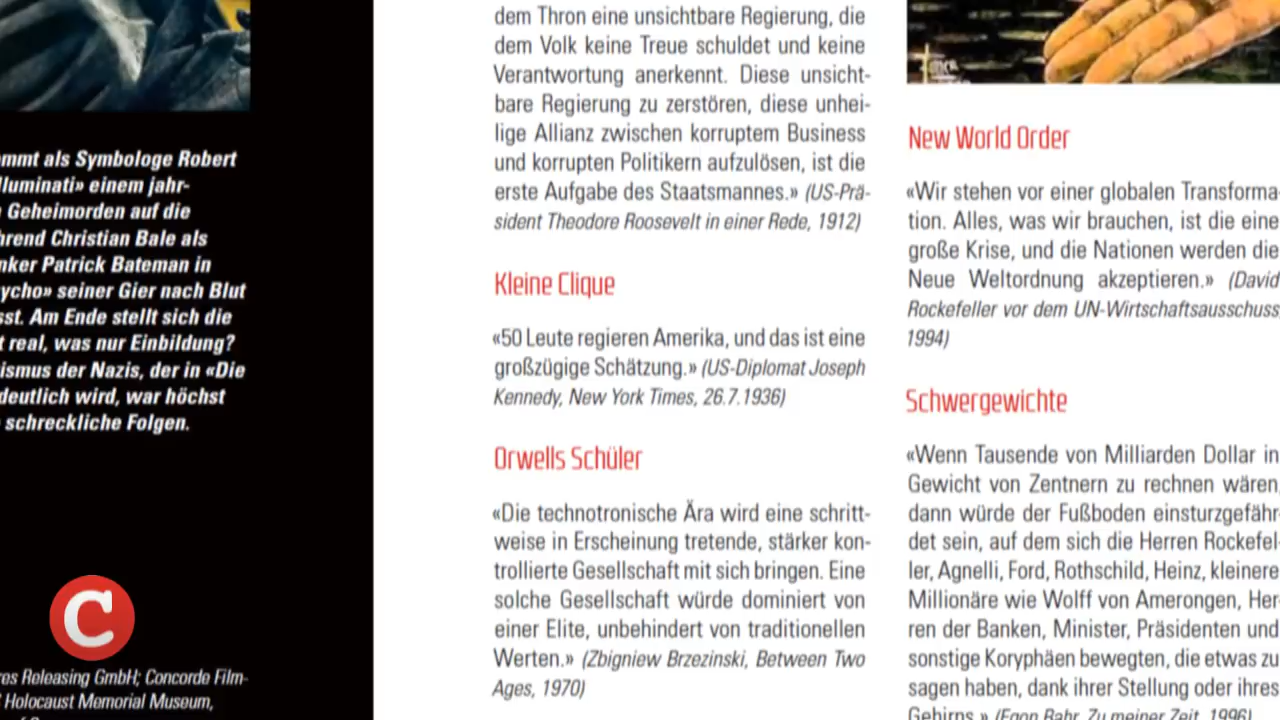 ommt als Symbologe Robert
lluminati» einem jahr-
Geheimorden auf die
hrend Christian Bale als
nker Patrick Bateman in
ycho» seiner Gier nach Blut
sst. Am Ende stellt sich die
t real, was nur Einbildung?
ismus der Nazis, der in «Die
deutlich wird, war höchst
schreckliche Folgen.
C
res Releasing GmbH; Concorde Film-
Holocaust Memorial Museum,
dem Thron eine unsichtbare Regierung, die
dem Volk keine Treue schuldet und keine
Verantwortung anerkennt. Diese unsicht-
bare Regierung zu zerstören, diese unhei-
lige Allianz zwischen korruptem Business
und korrupten Politikern aufzulösen, ist die
erste Aufgabe des Staatsmannes.» (US-Prä-
sident Theodore Roosevelt in einer Rede, 1912)
Kleine Clique
«50 Leute regieren Amerika, und das ist eine
großzügige Schätzung.» (US-Diplomat Joseph
Kennedy, New York Times, 26.7.1936)
Orwells Schüler
«Die technotronische Ära wird eine schritt-
weise in Erscheinung tretende, stärker kon-
trollierte Gesellschaft mit sich bringen. Eine
solche Gesellschaft würde dominiert von
einer Elite, unbehindert von traditionellen
Werten.» (Zbigniew Brzezinski, Between Two
Ages, 1970)
New World Order
«Wir stehen vor einer globalen Transforma-
tion. Alles, was wir brauchen, ist die eine
große Krise, und die Nationen werden die
Neue Weltordnung akzeptieren.» (David
Rockefeller vor dem UN-Wirtschaftsausschuss,
1994)
Schwergewichte
«Wenn Tausende von Milliarden Dollar in
Gewicht von Zentnern zu rechnen wären,
dann würde der Fußboden einsturzgefähr-
det sein, auf dem sich die Herren Rockefel-
ler, Agnelli, Ford, Rothschild, Heinz, kleinere
Millionäre wie Wolff von Amerongen, Her-
ren der Banken, Minister, Präsidenten und
sonstige Koryphäen bewegten, die etwas zu
sagen haben, dank ihrer Stellung oder ihres
Gehirns.» (Egon Bahr, Zu meiner Zeit, 1996)